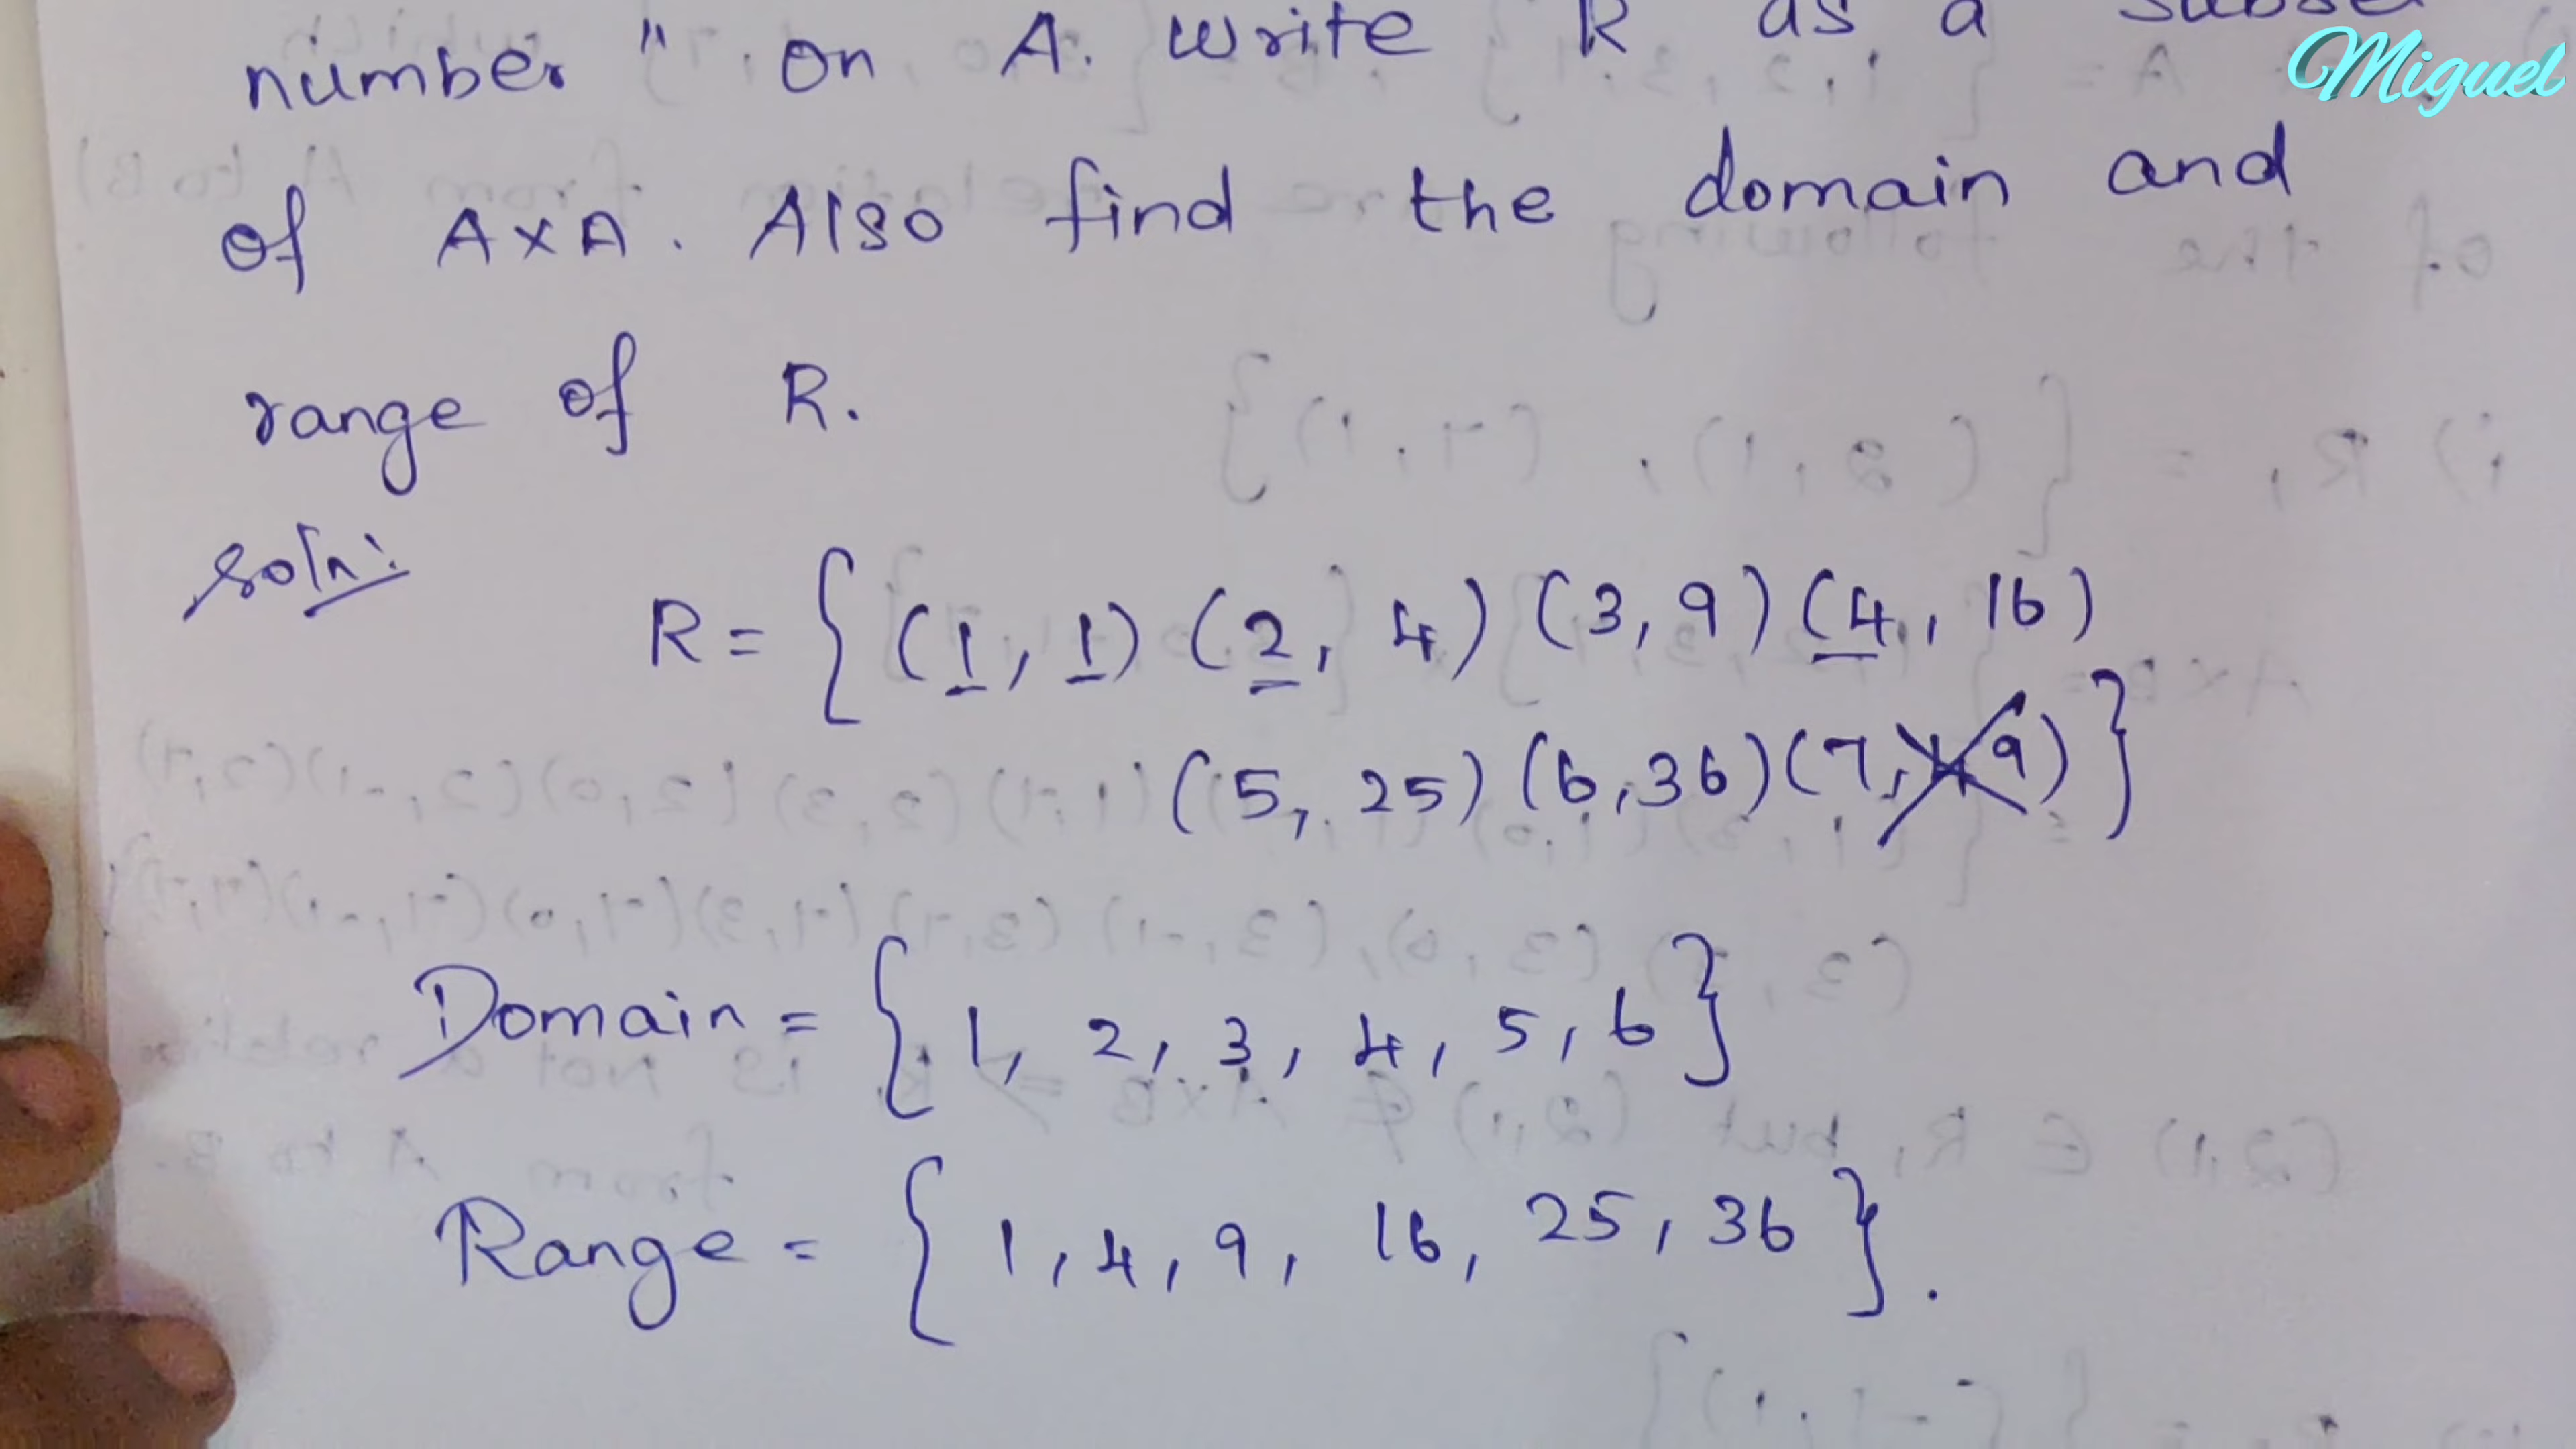 number" on A. Write R as a
Miguel
of A×A. Also find the domain and
range of R.
Soln:
R = { (1, 1) (2, 4) (3, 9) (4, 16)
(5, 25) (6, 36) (7, 49) }
Domain = { 1, 2, 3, 4, 5, 6 }
Range = { 1, 4, 9, 16, 25, 36 }.